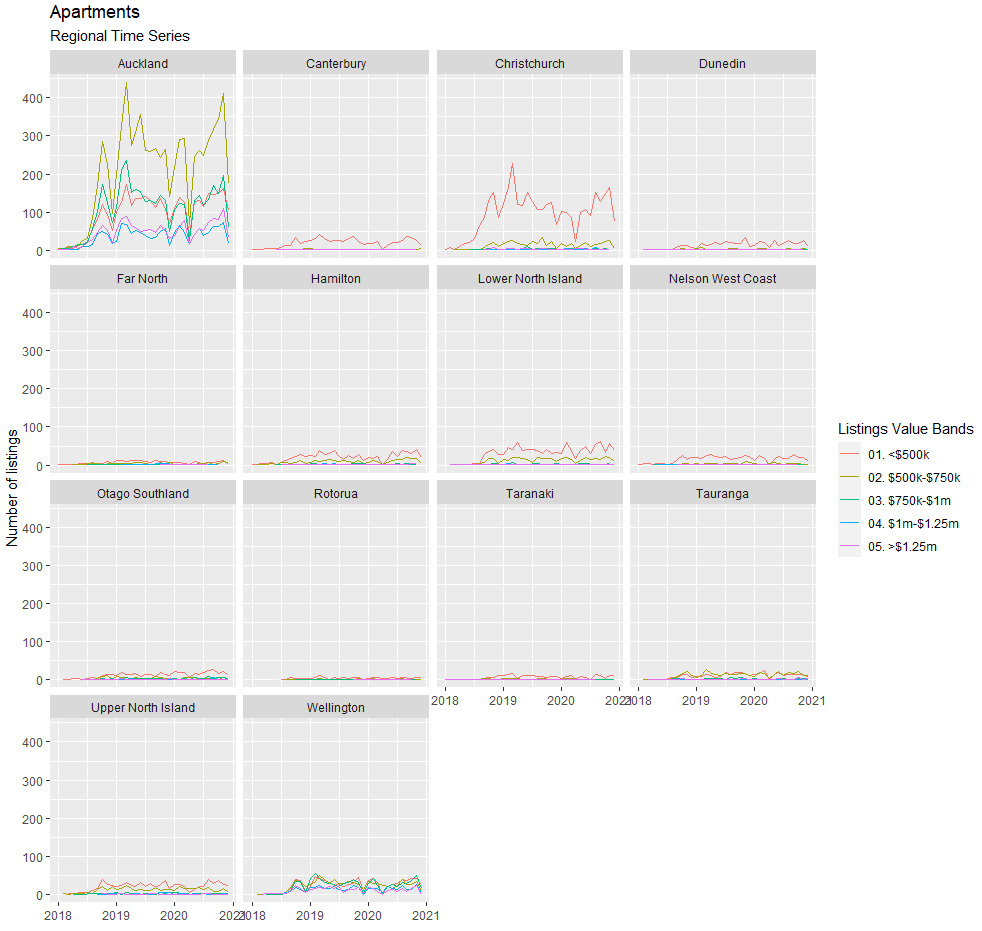 Apartments
Regional Time Series
Auckland Canterbury Christchurch Dunedin
400
300
200
100
0
Far North Hamilton Lower North Island Nelson West Coast
400
300
200
100
0
Number of listings
Listings Value Bands
01. <$500k
02. $500k-$750k
03. $750k-$1m
04. $1m-$1.25m
05. >$1.25m
Otago Southland Rotorua Taranaki Tauranga
400
300
200
100
0
2018 2019 2020 2021 2018 2019 2020 2021
Upper North Island Wellington
400
300
200
100
0
2018 2019 2020 2021 2018 2019 2020 2021